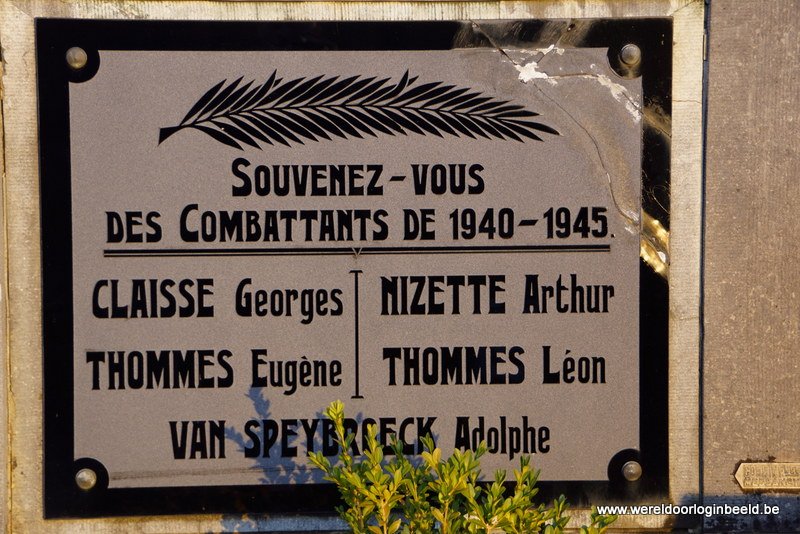 SOUVENEZ-VOUS
DES COMBATTANTS DE 1940-1945.
CLAISSE Georges
NIZETTE Arthur
THOMMES Eugène
THOMMES Léon
VAN SPEYBROECK Adolphe
www.wereldoorloginbeeld.be